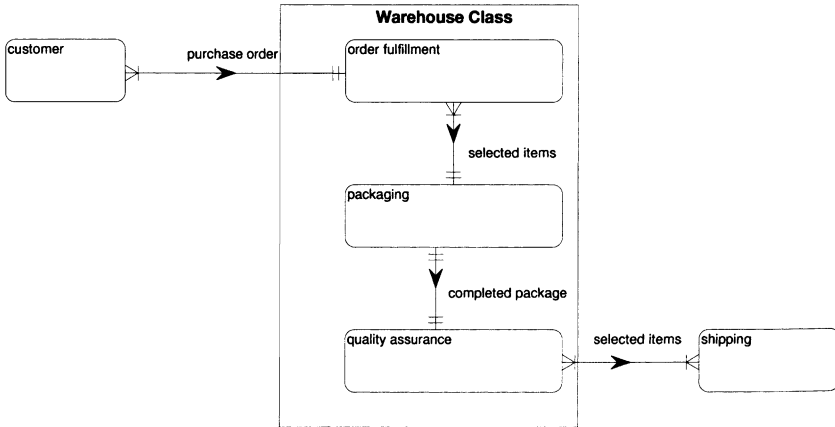 Warehouse Class
customer
purchase order
order fulfillment
selected items
packaging
completed package
quality assurance
selected items
shipping